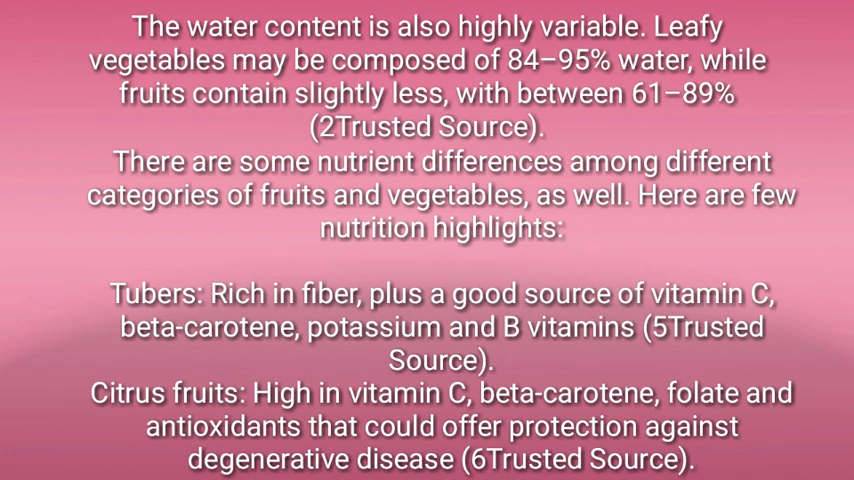 The water content is also highly variable. Leafy
vegetables may be composed of 84–95% water, while
fruits contain slightly less, with between 61–89%
(2Trusted Source).
There are some nutrient differences among different
categories of fruits and vegetables, as well. Here are few
nutrition highlights:
Tubers: Rich in fiber, plus a good source of vitamin C,
beta-carotene, potassium and B vitamins (5Trusted
Source).
Citrus fruits: High in vitamin C, beta-carotene, folate and
antioxidants that could offer protection against
degenerative disease (6Trusted Source).